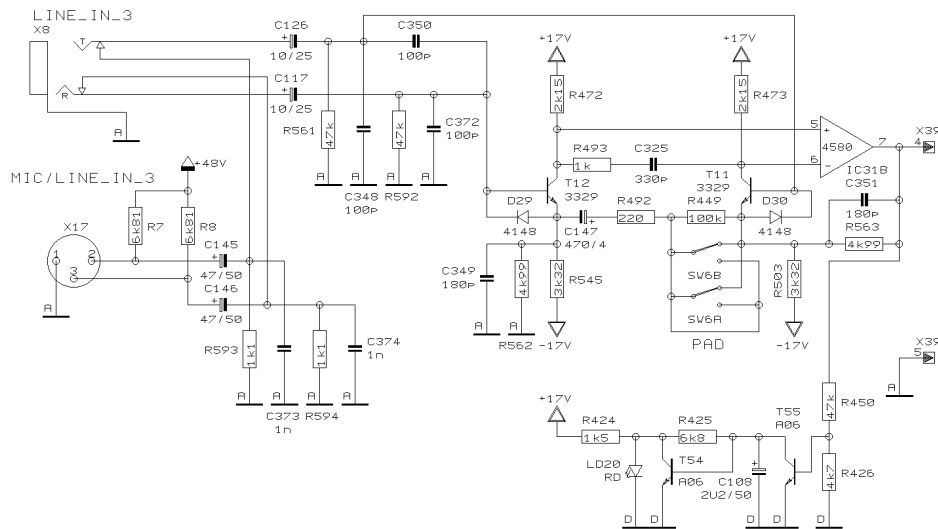 LINE_IN_3
X8
T
R
A
C126
+
10/25
C117
+
10/25
C350
100p
R561
47k
A
C348
100p
A
47k
R592
A
C372
100p
A
+48V
MIC/LINE_IN_3
X17
1
2
3
A
6k81
R7
6k81
R8
C145
+
47/50
C146
+
47/50
R593
1k1
A
C373
1n
A
1k1
R594
A
C374
1n
A
+17V
2k15
R472
+17V
2k15
R473
R493
1k
C325
330p
T12
3329
T11
3329
D29
4148
D30
4148
C147
+
470/4
R492
220
R449
100k
C349
180p
A
4k99
R562
A
3k32
R545
-17V
SW6B
SW6A
PAD
R503
3k32
-17V
5
+
6
-
4580
7
IC31B
C351
180p
R563
4k99
X39
4
X39
5
A
47k
R450
4k7
R426
D
+17V
R424
1k5
R425
6k8
LD20
RD
D
T54
A06
D
C108
+
2U2/50
D
T55
A06
D